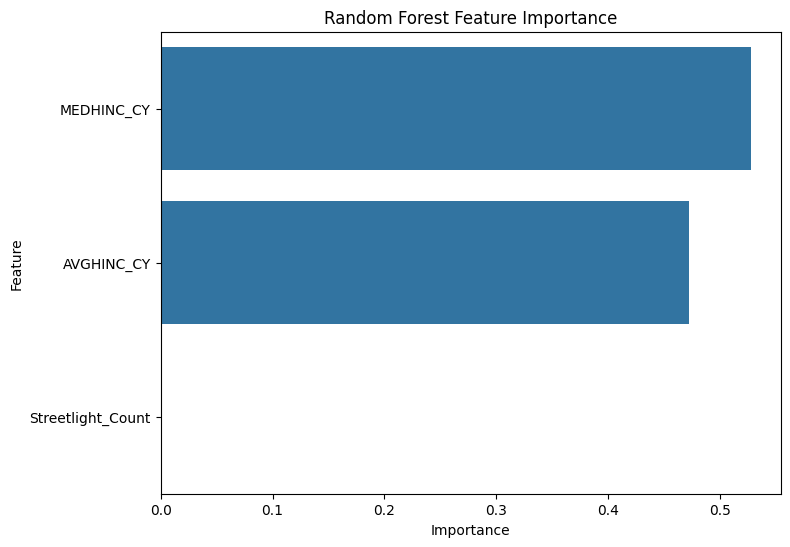 Random Forest Feature Importance
MEDHINC_CY
AVGHINC_CY
Streetlight_Count
Feature
0.0 0.1 0.2 0.3 0.4 0.5
Importance